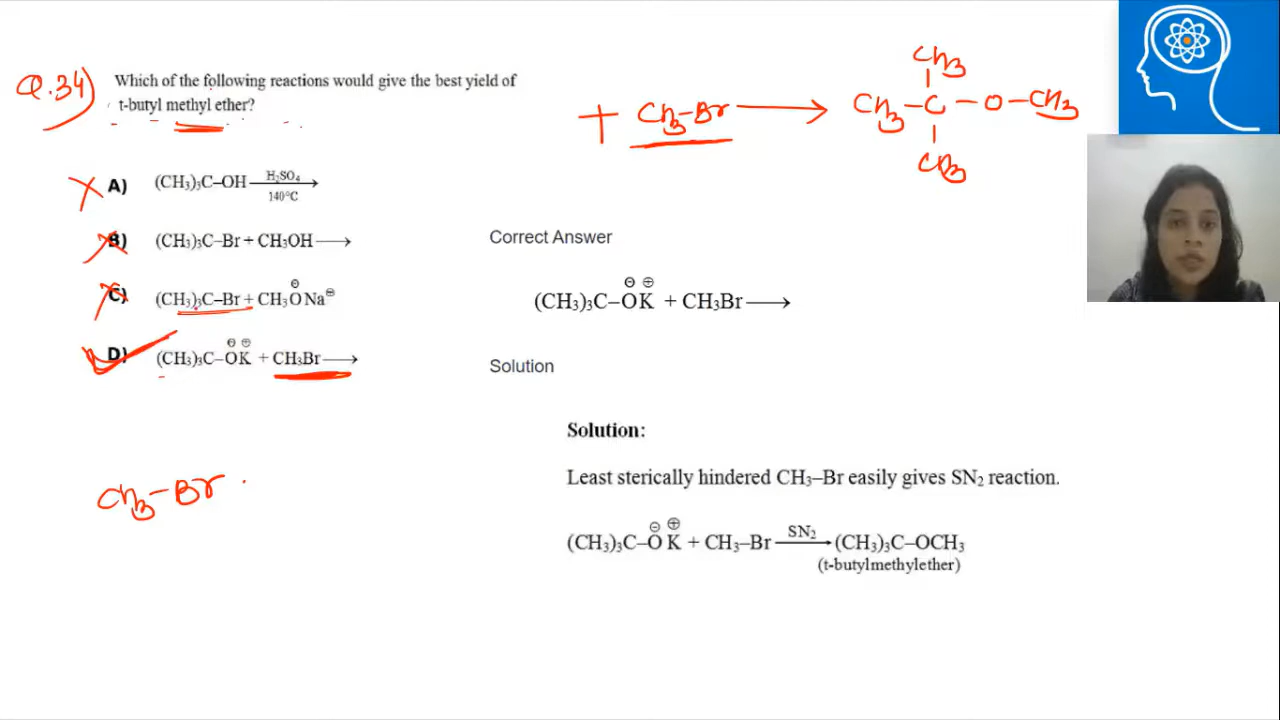 Q.34)
Which of the following reactions would give the best yield of
t-butyl methyl ether?
A) (CH₃)₃C–OH —H₂SO₄/140°C→
B) (CH₃)₃C–Br + CH₃OH ⟶
C) (CH₃)₃C–Br + CH₃O⊖Na⊕
D) (CH₃)₃C–O⊖K⊕ + CH₃Br ⟶
CH₃–Br
+ CH₃–Br ⟶
CH₃
CH₃–C–O–CH₃
CH₃
Correct Answer
(CH₃)₃C–O⊖K⊕ + CH₃Br ⟶
Solution
Solution:
Least sterically hindered CH₃–Br easily gives SN₂ reaction.
(CH₃)₃C–O⊖K⊕ + CH₃–Br —SN₂→ (CH₃)₃C–OCH₃
(t-butylmethylether)